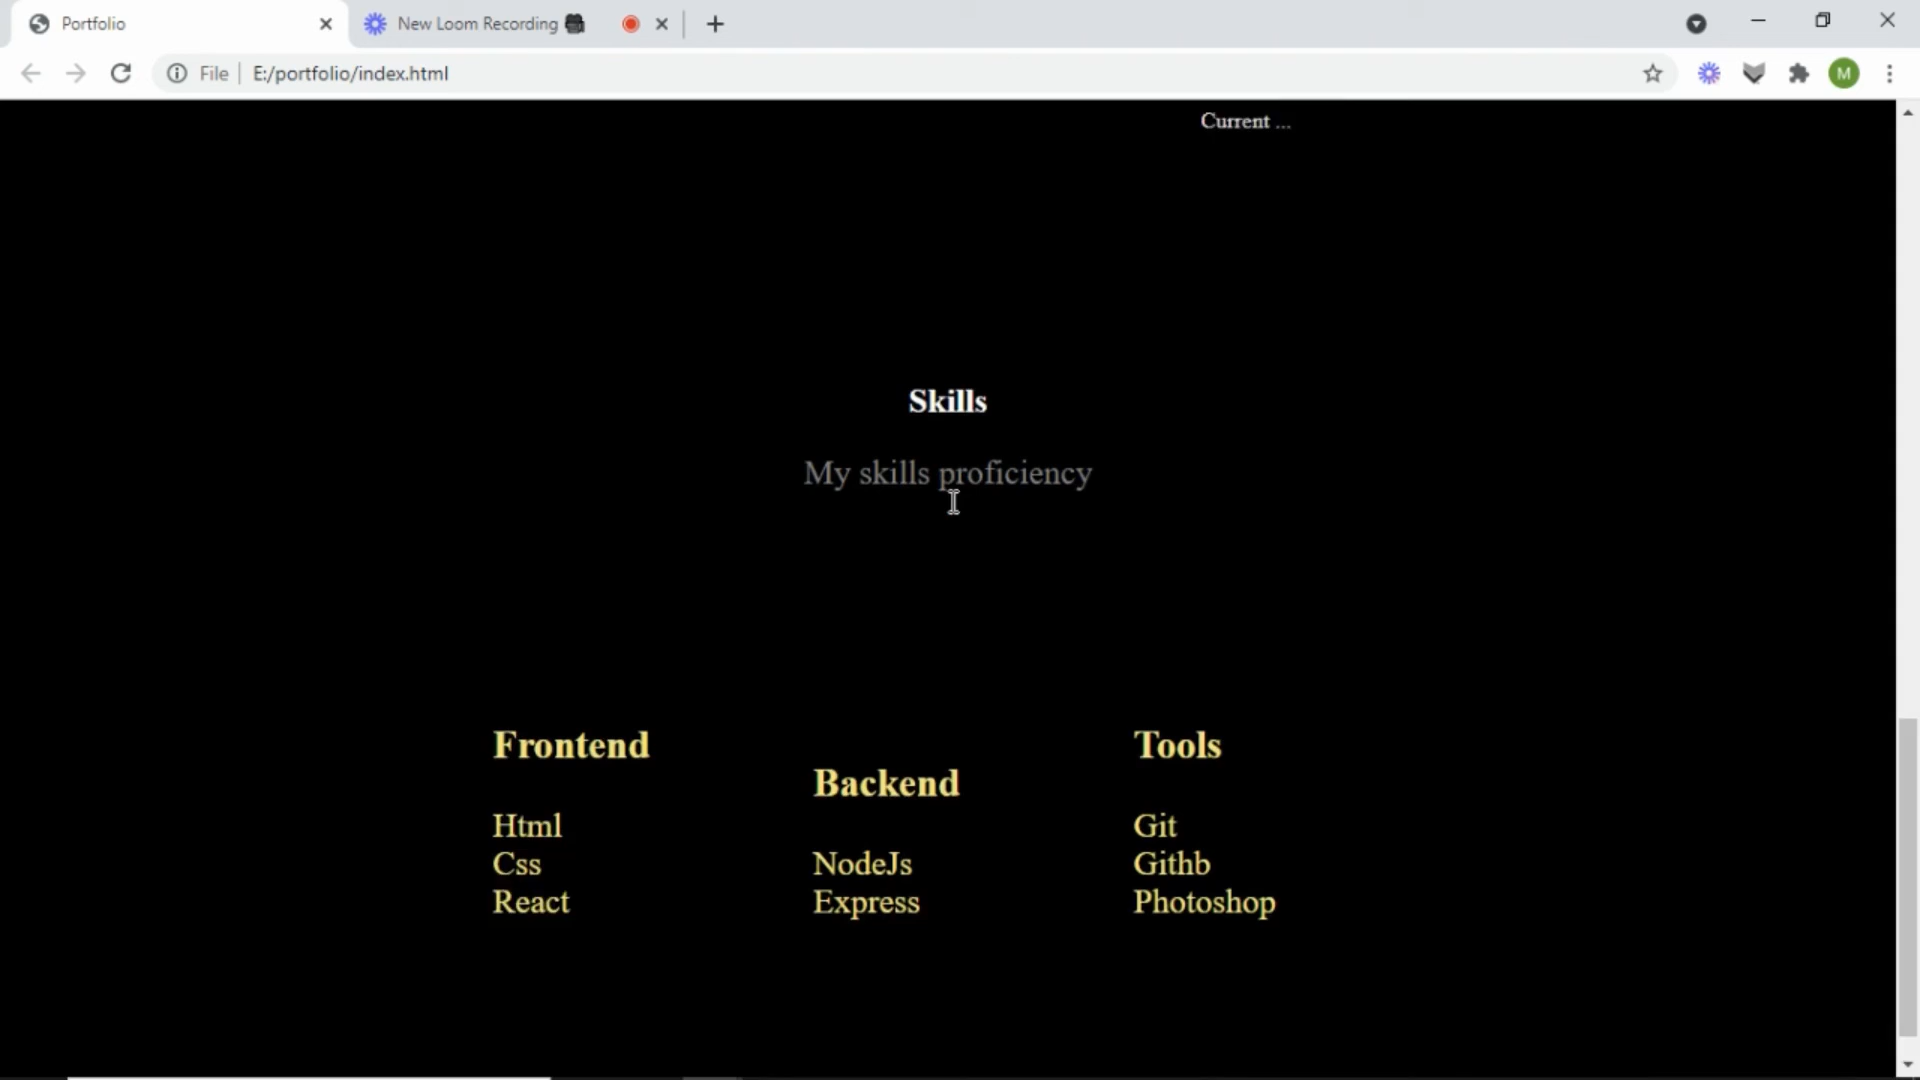 Portfolio
New Loom Recording
File
E:/portfolio/index.html
M
Current ...
Skills
My skills proficiency
Frontend
Html
Css
React
Backend
NodeJs
Express
Tools
Git
Githb
Photoshop